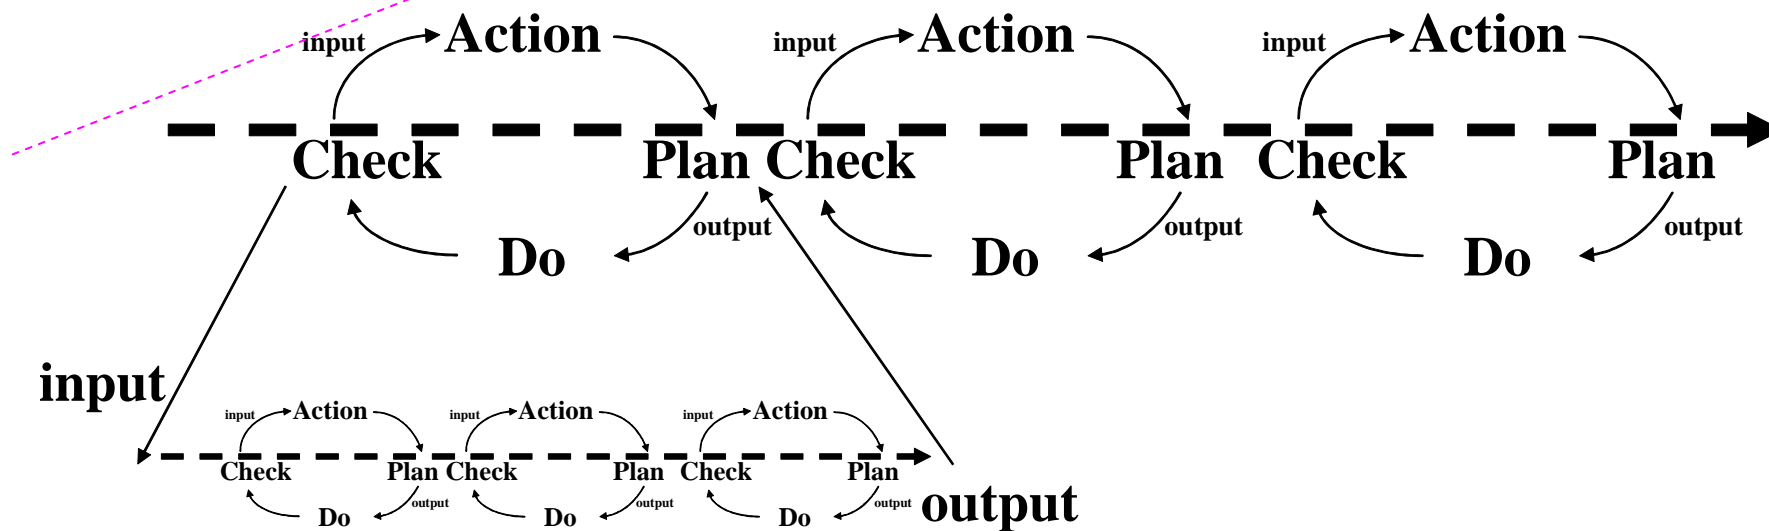 input Action input Action input Action
Check Plan Check Plan Check Plan
output output output
Do Do Do
input
input Action input Action input Action
Check Plan Check Plan Check Plan
output output output output
Do Do Do